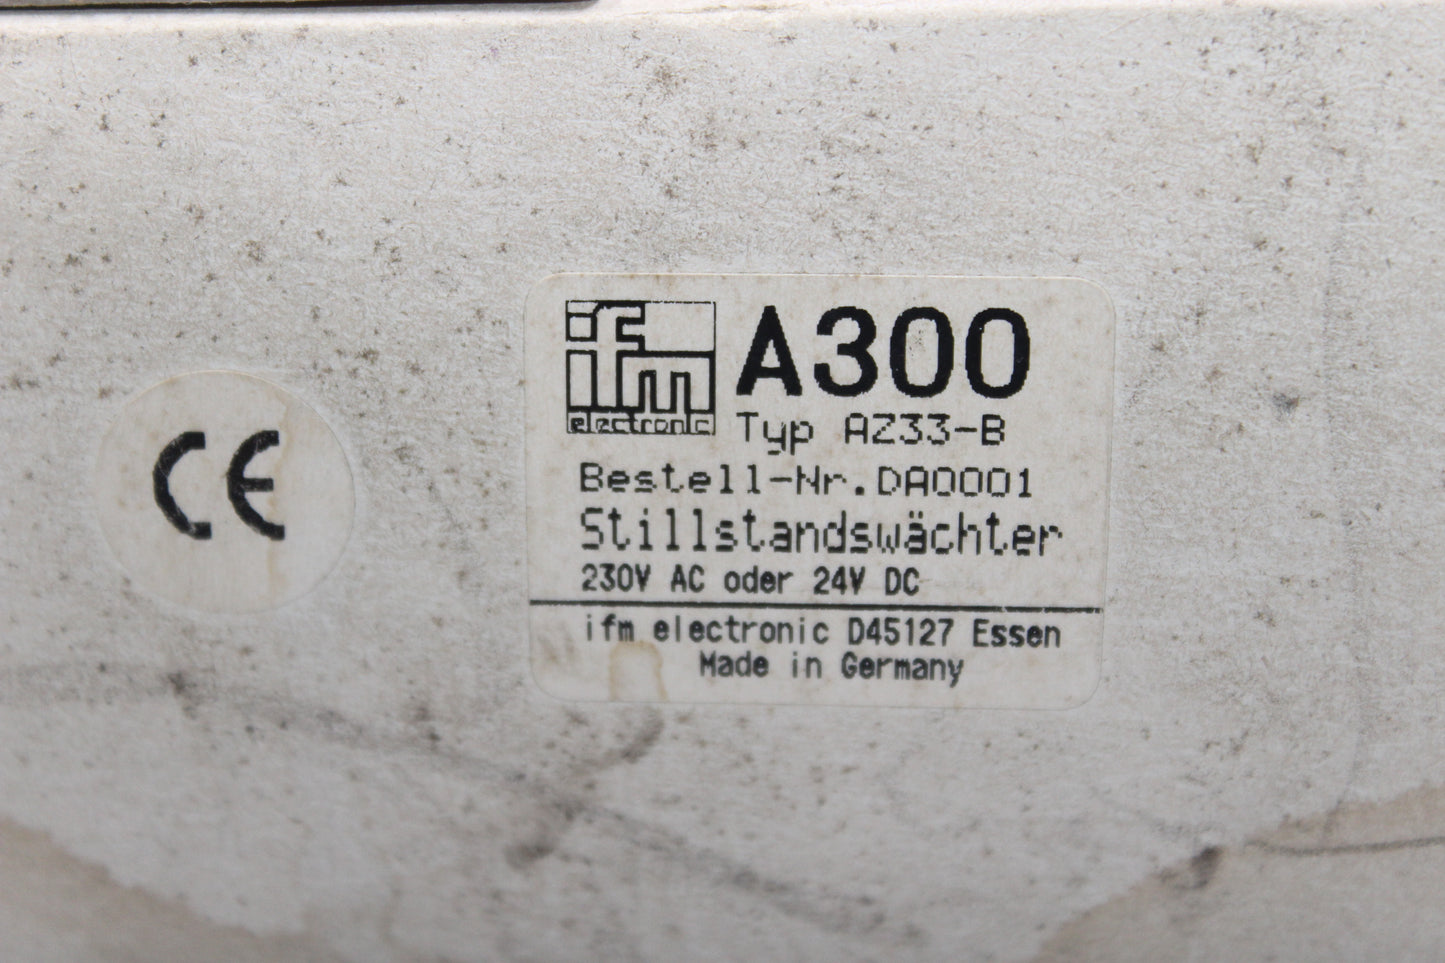 CE
ifm
electronic
A300
Typ AZ33-B
Bestell-Nr.DA0001
Stillstandswächter
230V AC oder 24V DC
ifm electronic D45127 Essen
Made in Germany